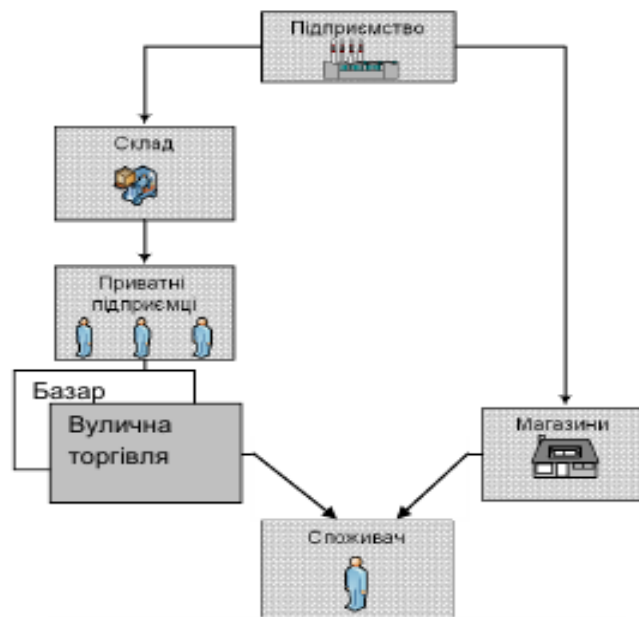 Підприємство
Склад
Приватні
підприємці
Базар
Вулична
торгівля
Магазини
Споживач